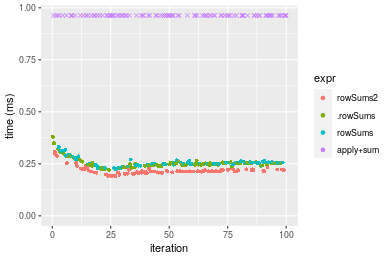 1.00
0.75
0.50
0.25
0.00
time (ms)
0
25
50
75
100
iteration
expr
rowSums2
.rowSums
rowSums
apply+sum